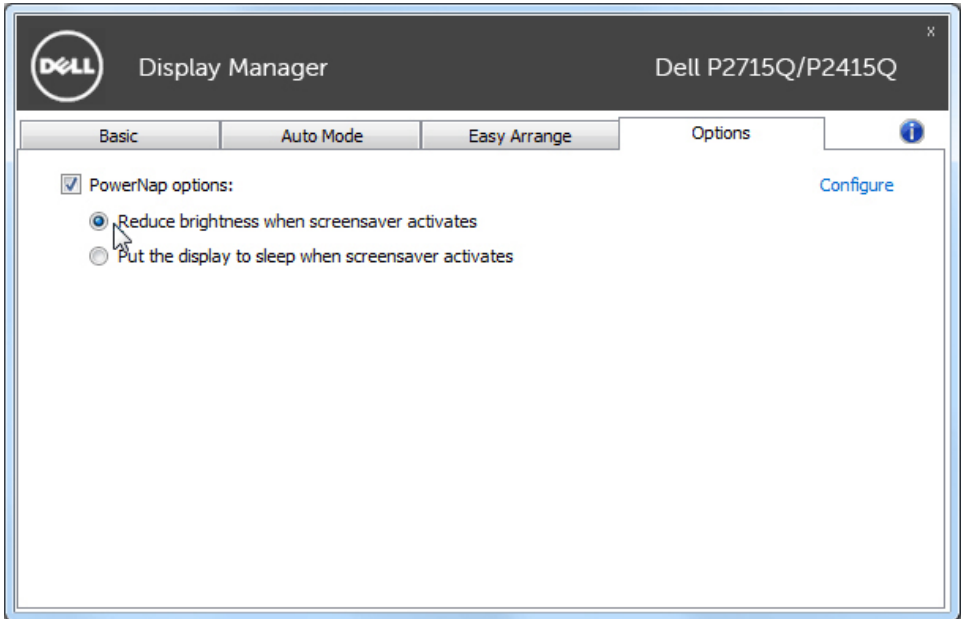 x
DELL
Display Manager
Dell P2715Q/P2415Q
Basic
Auto Mode
Easy Arrange
Options
i
PowerNap options:
Configure
Reduce brightness when screensaver activates
Put the display to sleep when screensaver activates